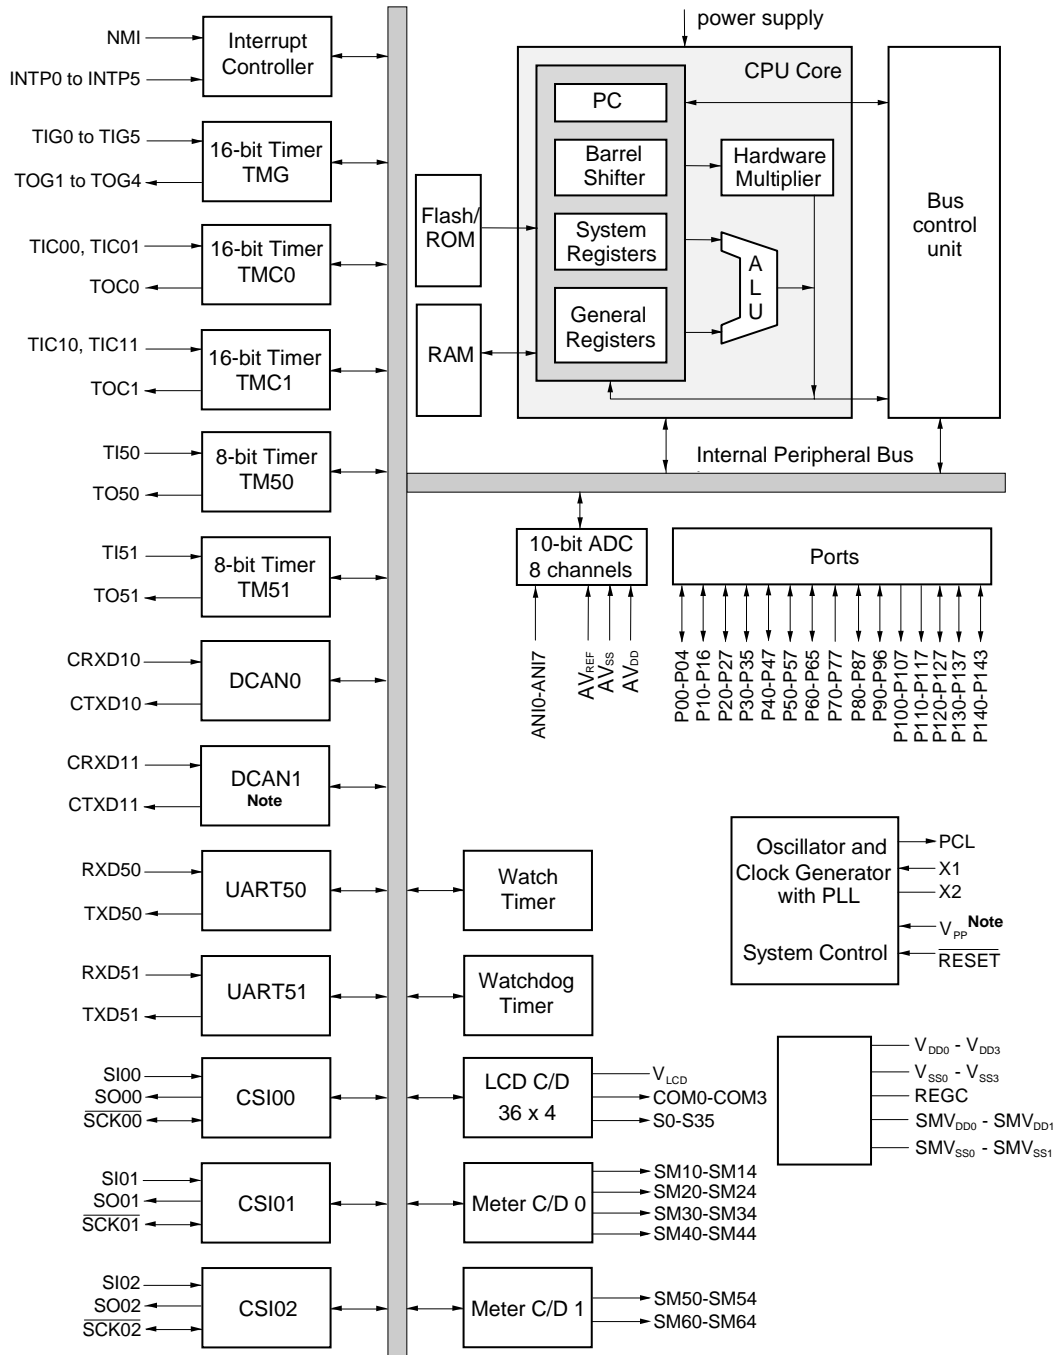 power supply
NMI
INTP0 to INTP5
Interrupt
Controller
TIG0 to TIG5
TOG1 to TOG4
16-bit Timer
TMG
TIC00, TIC01
TOC0
16-bit Timer
TMC0
TIC10, TIC11
TOC1
16-bit Timer
TMC1
TI50
TO50
8-bit Timer
TM50
TI51
TO51
8-bit Timer
TM51
CRXD10
CTXD10
DCAN0
CRXD11
CTXD11
DCAN1
Note
RXD50
TXD50
UART50
RXD51
TXD51
UART51
SI00
SO00
SCK00
CSI00
SI01
SO01
SCK01
CSI01
SI02
SO02
SCK02
CSI02
Flash/
ROM
RAM
CPU Core
PC
Barrel
Shifter
System
Registers
General
Registers
Hardware
Multiplier
A
L
U
Bus
control
unit
Internal Peripheral Bus
10-bit ADC
8 channels
ANI0-ANI7
AVREF
AVSS
AVDD
Ports
P00-P04
P10-P16
P20-P27
P30-P35
P40-P47
P50-P57
P60-P65
P70-P77
P80-P87
P90-P96
P100-P107
P110-P117
P120-P127
P130-P137
P140-P143
Watch
Timer
Watchdog
Timer
LCD C/D
36 x 4
VLCD
COM0-COM3
S0-S35
Meter C/D 0
SM10-SM14
SM20-SM24
SM30-SM34
SM40-SM44
Meter C/D 1
SM50-SM54
SM60-SM64
Oscillator and
Clock Generator
with PLL
System Control
PCL
X1
X2
VPP Note
RESET
VDD0 - VDD3
VSS0 - VSS3
REGC
SMVDD0 - SMVDD1
SMVSS0 - SMVSS1